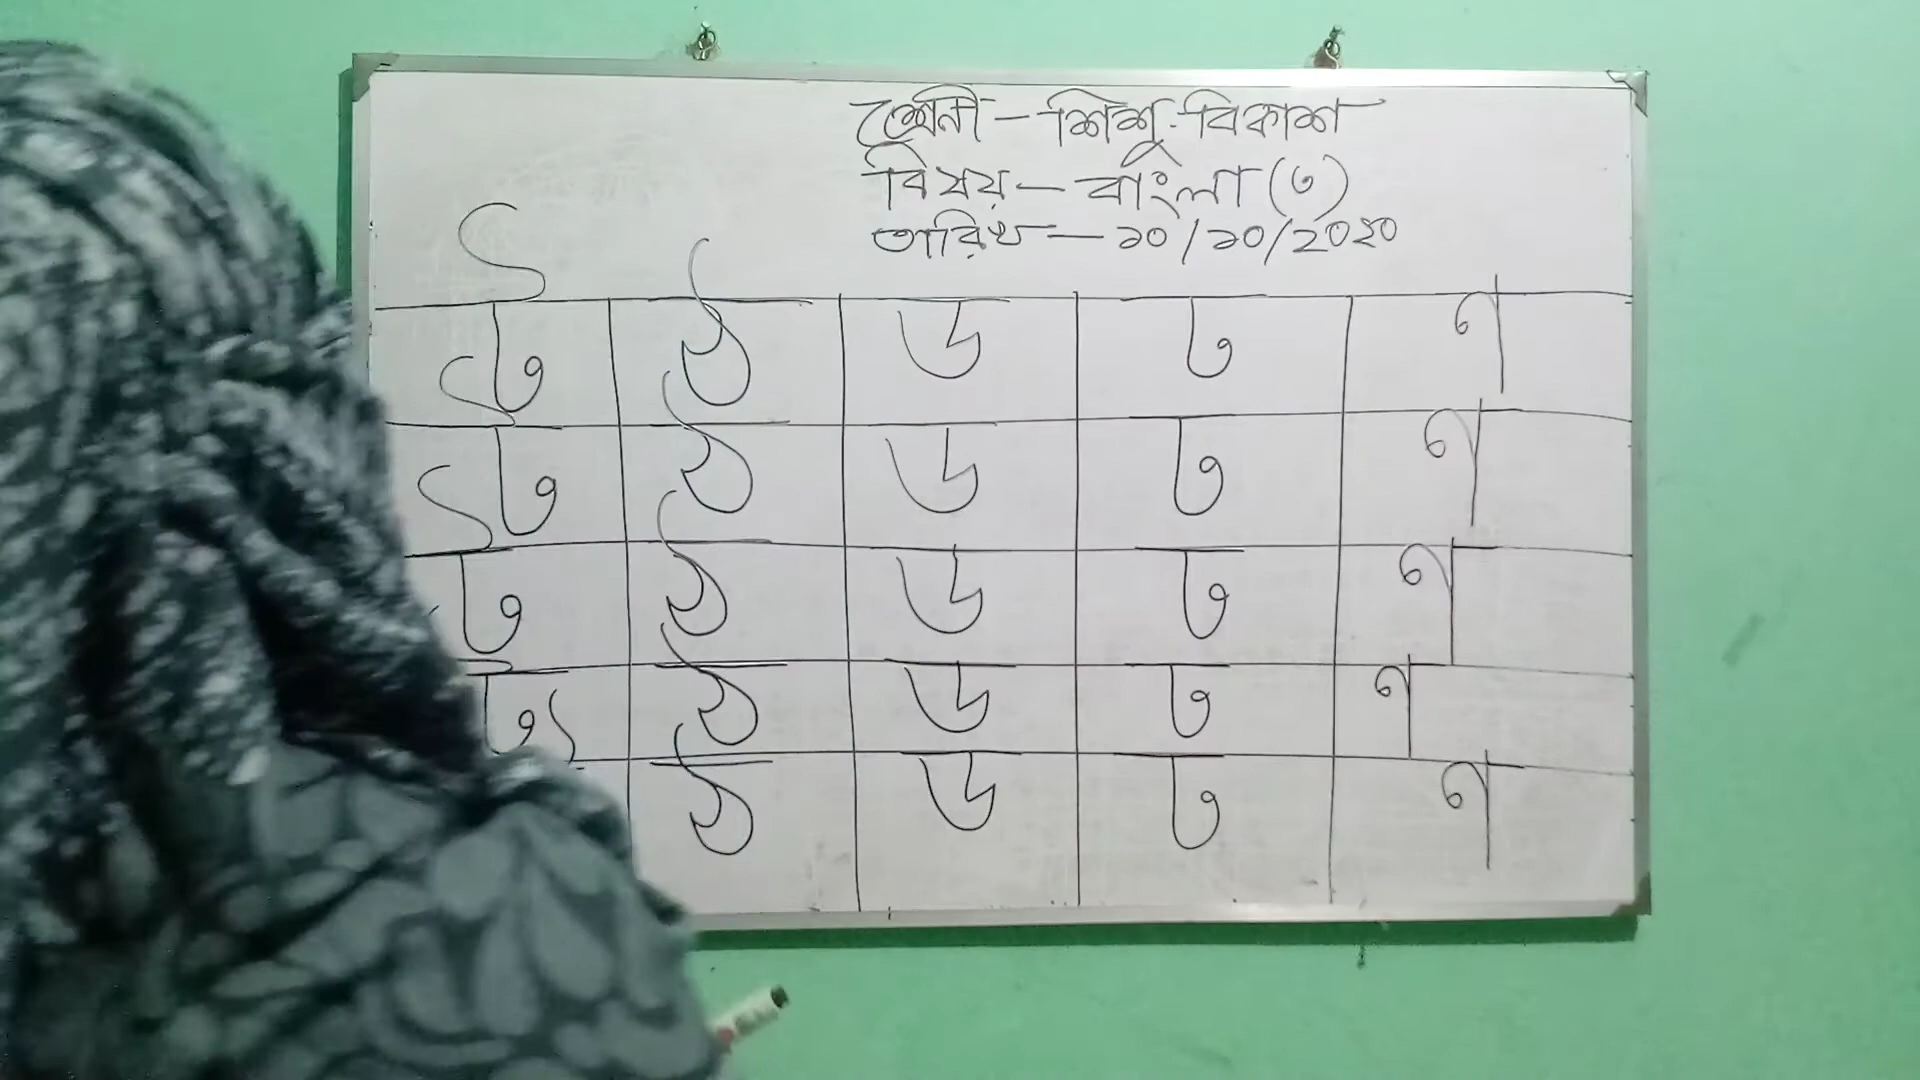 শ্রেনী – শিশু-বিকাশ
বিষয় – বাংলা (৩)
তারিখ – ১০/১০/২০২০
ট ঠ ড ঢ ণ
ট ঠ ড ঢ ণ
ট ঠ ড ঢ ণ
ট ঠ ড ঢ ণ
ঠ ড ঢ ণ